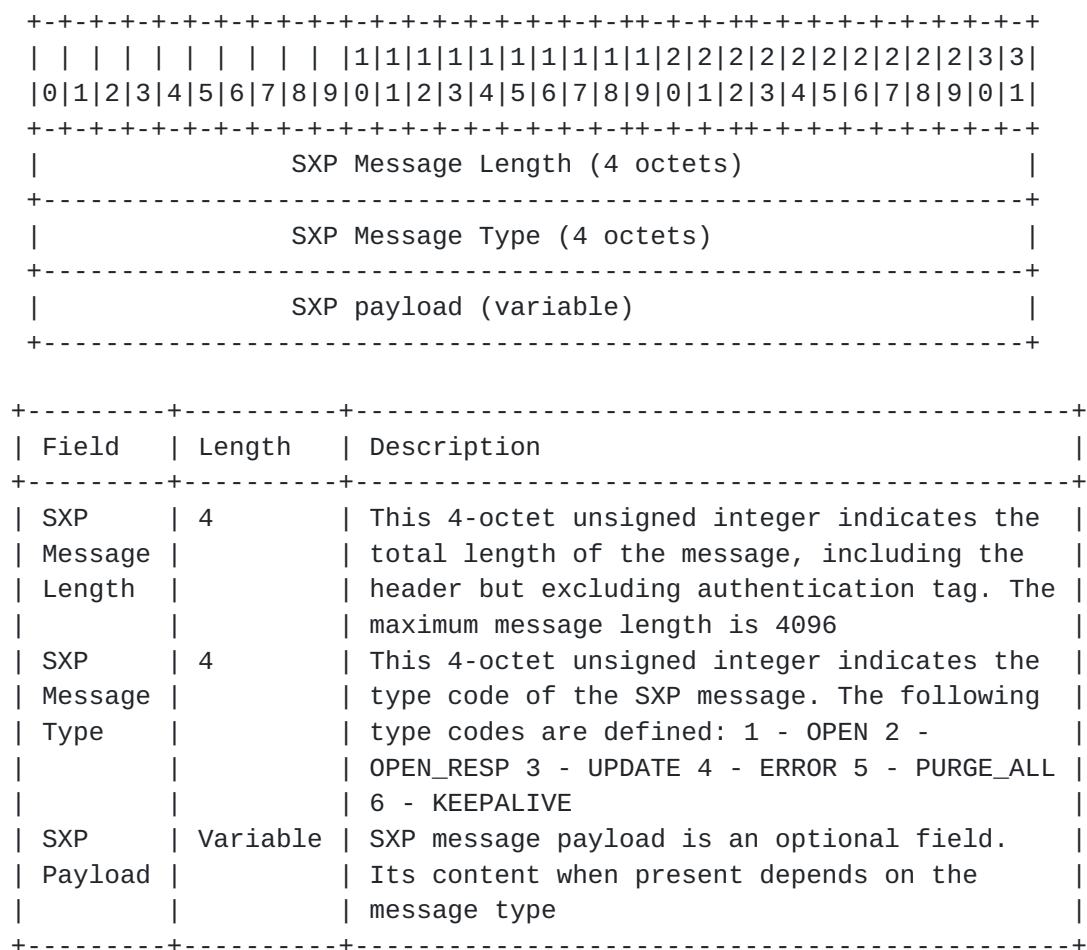 +-+-+-+-+-+-+-+-+-+-+-+-+-+-+-+-+-+-+-++-+-+-++-+-+-+-+-+-+-+-+-+
| | | | | | | | | | |1|1|1|1|1|1|1|1|1|1|2|2|2|2|2|2|2|2|2|2|3|3|
|0|1|2|3|4|5|6|7|8|9|0|1|2|3|4|5|6|7|8|9|0|1|2|3|4|5|6|7|8|9|0|1|
+-+-+-+-+-+-+-+-+-+-+-+-+-+-+-+-+-+-+-++-+-+-++-+-+-+-+-+-+-+-+-+
| SXP Message Length (4 octets) |
+---------------------------------------------------------------+
| SXP Message Type (4 octets) |
+---------------------------------------------------------------+
| SXP payload (variable) |
+---------------------------------------------------------------+
+---------+----------+----------------------------------------------+
| Field | Length | Description |
+---------+----------+----------------------------------------------+
| SXP | 4 | This 4-octet unsigned integer indicates the |
| Message | | total length of the message, including the |
| Length | | header but excluding authentication tag. The |
| | | maximum message length is 4096 |
| SXP | 4 | This 4-octet unsigned integer indicates the |
| Message | | type code of the SXP message. The following |
| Type | | type codes are defined: 1 - OPEN 2 - |
| | | OPEN_RESP 3 - UPDATE 4 - ERROR 5 - PURGE_ALL |
| | | 6 - KEEPALIVE |
| SXP | Variable | SXP message payload is an optional field. |
| Payload | | Its content when present depends on the |
| | | message type |
+---------+----------+----------------------------------------------+